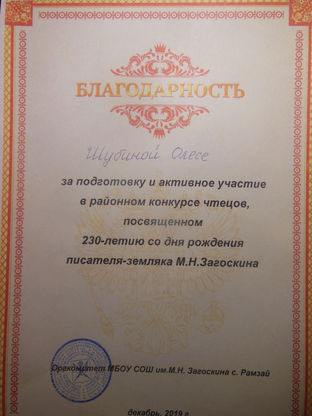 БЛАГОДАРНОСТЬ
Шубиной Олесе
за подготовку и активное участие
в районном конкурсе чтецов,
посвященном
230-летию со дня рождения
писателя-земляка М.Н.Загоскина
Оргкомитет МБОУ СОШ им.М.Н. Загоскина с. Рамзай
декабрь, 2019 г.